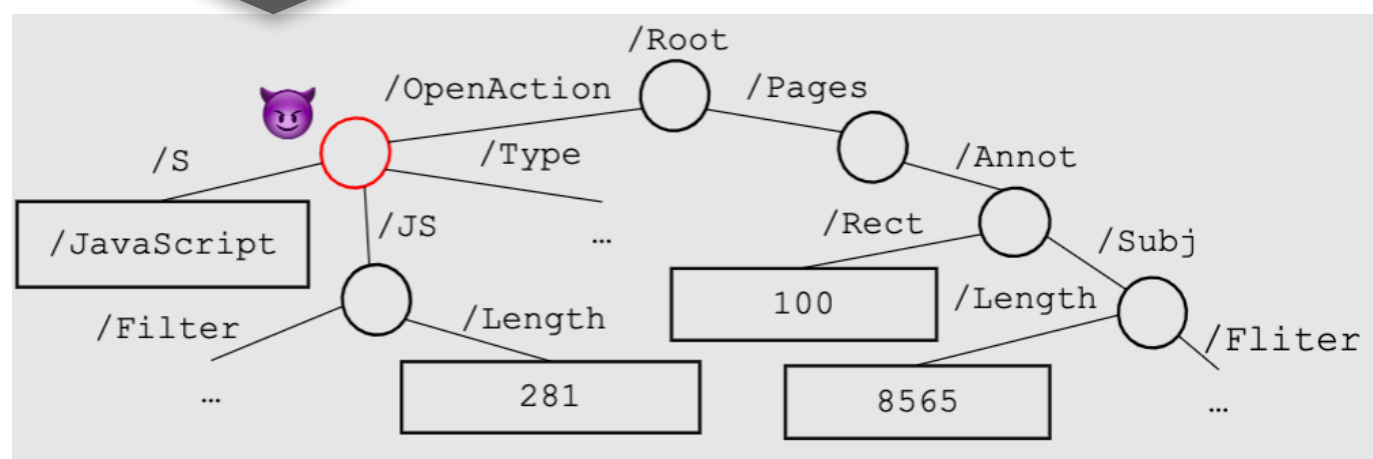 /Root
/OpenAction
/Pages
/S
/Type
/Annot
/JavaScript
/JS
…
/Rect
/Subj
/Filter
/Length
100
/Length
/Fliter
…
281
8565
…